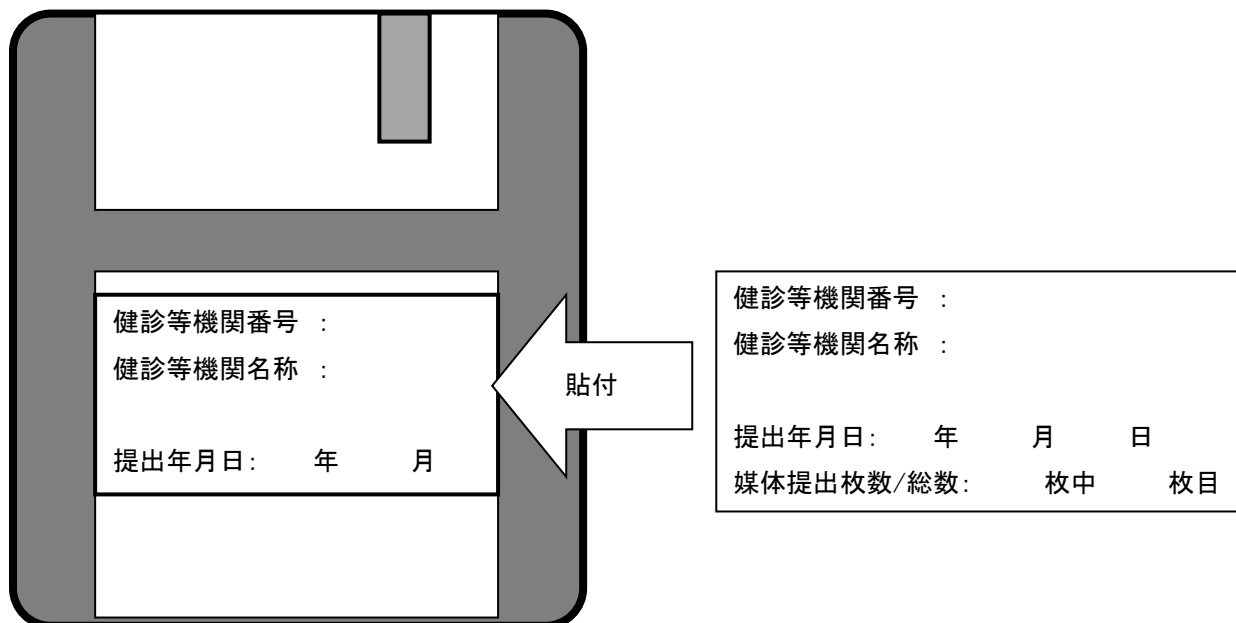 健診等機関番号 :
健診等機関名称 :
提出年月日: 年 月
貼付
健診等機関番号 :
健診等機関名称 :
提出年月日: 年 月 日
媒体提出枚数/総数: 枚中 枚目